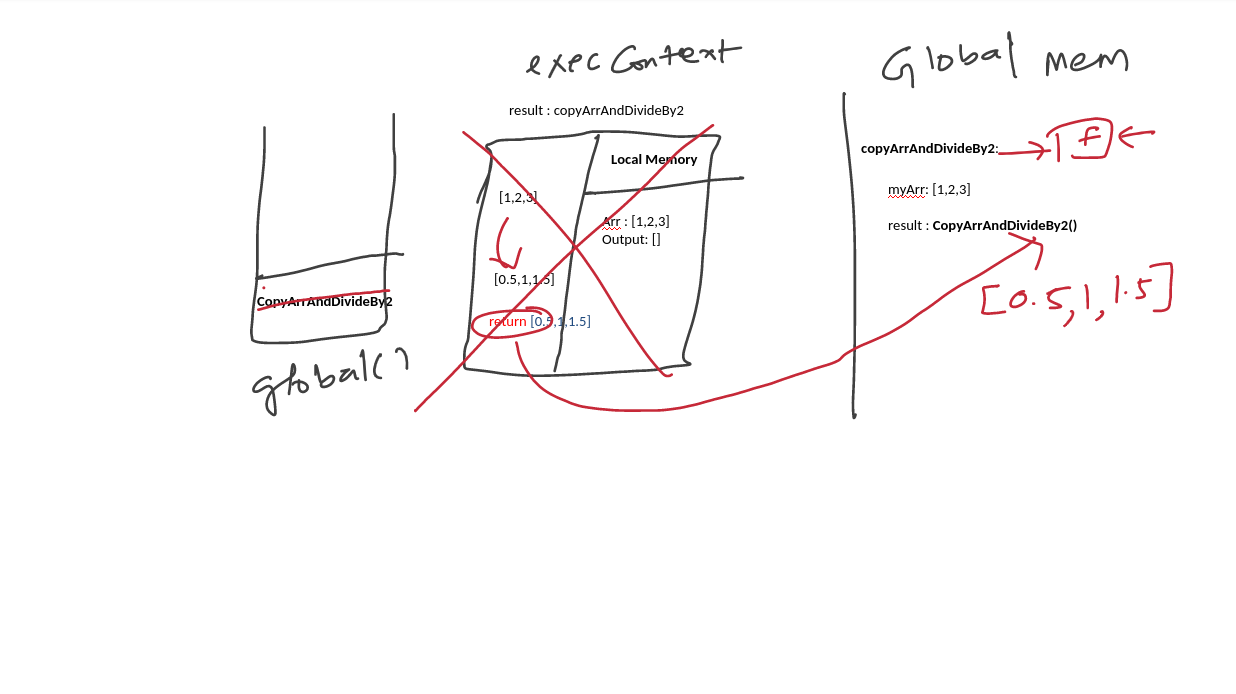 exec Context
Global mem
result : copyArrAndDivideBy2
Local Memory
copyArrAndDivideBy2:
f
[1,2,3]
myArr: [1,2,3]
Arr : [1,2,3]
Output: []
result : CopyArrAndDivideBy2()
[0.5,1,1.5]
[0.5,1,1.5]
CopyArrAndDivideBy2
return [0.5,1,1.5]
global()